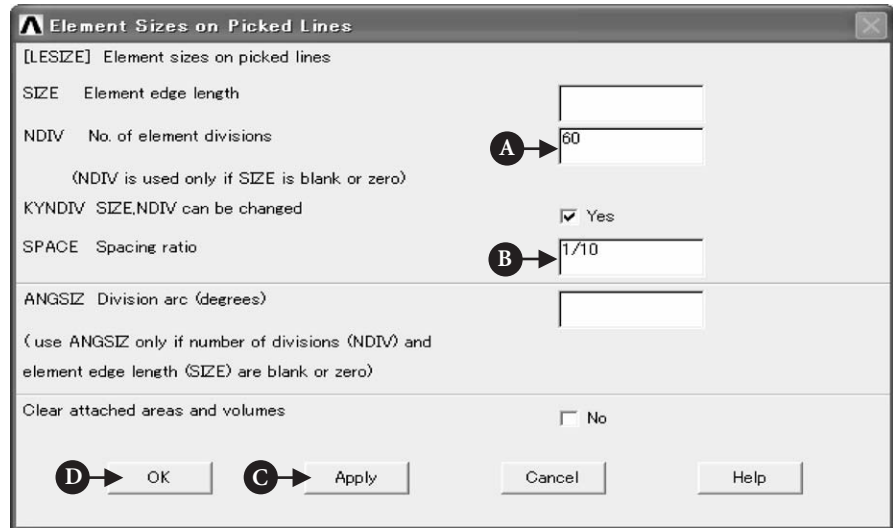 Element Sizes on Picked Lines
[LESIZE] Element sizes on picked lines
SIZE Element edge length
NDIV No. of element divisions
A
60
(NDIV is used only if SIZE is blank or zero)
KYNDIV SIZE,NDIV can be changed
Yes
SPACE Spacing ratio
B
1/10
ANGSIZ Division arc (degrees)
( use ANGSIZ only if number of divisions (NDIV) and
element edge length (SIZE) are blank or zero)
Clear attached areas and volumes
No
D
OK
C
Apply
Cancel
Help